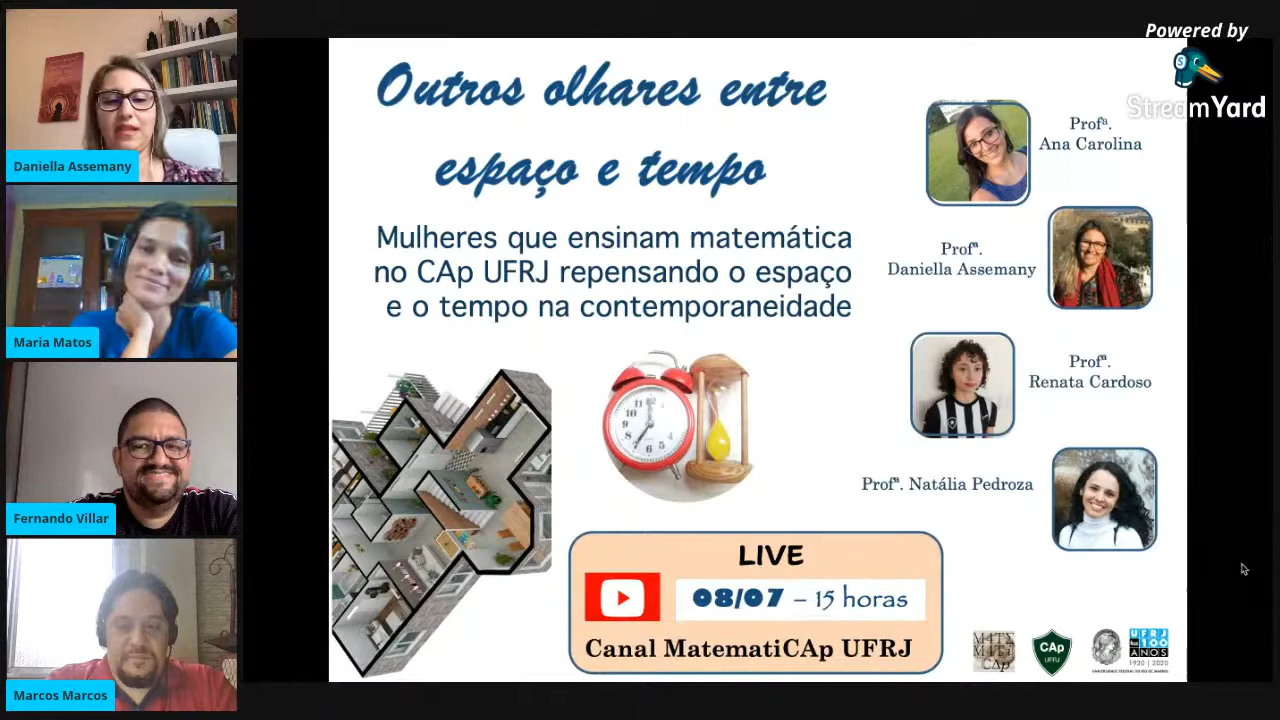 Powered by
StreamYard
Daniella Assemany
Maria Matos
Fernando Villar
Marcos Marcos
Outros olhares entre
espaço e tempo
Mulheres que ensinam matemática
no CAp UFRJ repensando o espaço
e o tempo na contemporaneidade
Profª.
Ana Carolina
Profª.
Daniella Assemany
Profª.
Renata Cardoso
Profª. Natália Pedroza
LIVE
08/07 – 15 horas
Canal MatematiCAp UFRJ
CAp
UFRJ
UFRJ
100
ANOS
1920 | 2020